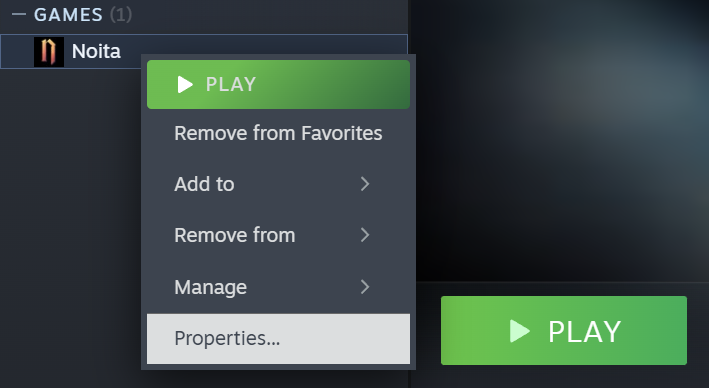 GAMES (1)
Noita
PLAY
Remove from Favorites
Add to
Remove from
Manage
Properties...
PLAY